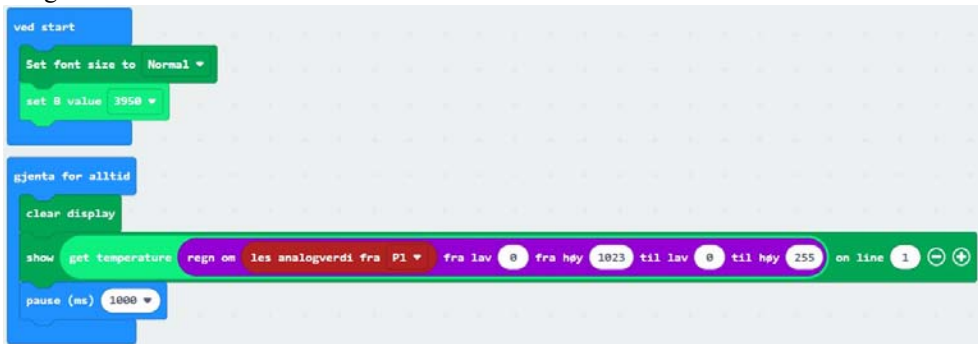 ved start
Set font size to Normal
set B value 3950
gjenta for alltid
clear display
show get temperature regn om les analogverdi fra P1 fra lav 0 fra høy 1023 til lav 0 til høy 255 on line 1
pause (ms) 1000